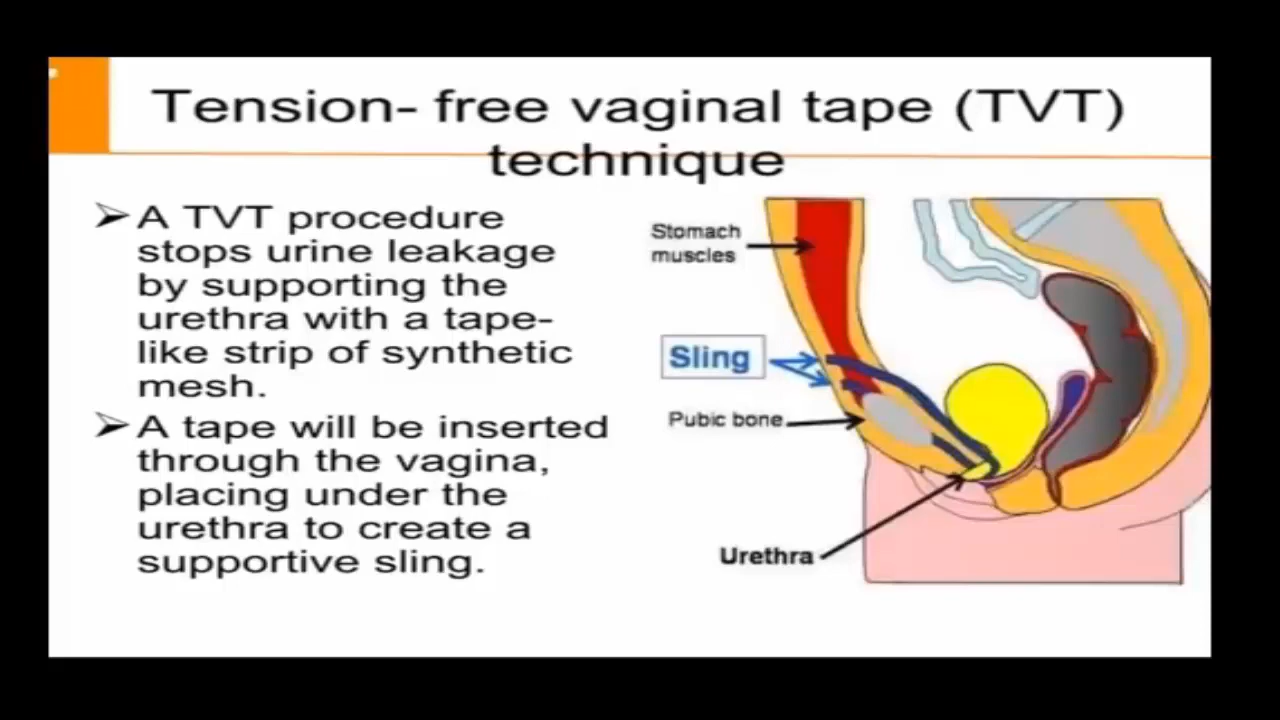 Tension- free vaginal tape (TVT)
technique
➢ A TVT procedure
stops urine leakage
by supporting the
urethra with a tape-
like strip of synthetic
mesh.
➢ A tape will be inserted
through the vagina,
placing under the
urethra to create a
supportive sling.
Stomach
muscles
Sling
Pubic bone
Urethra